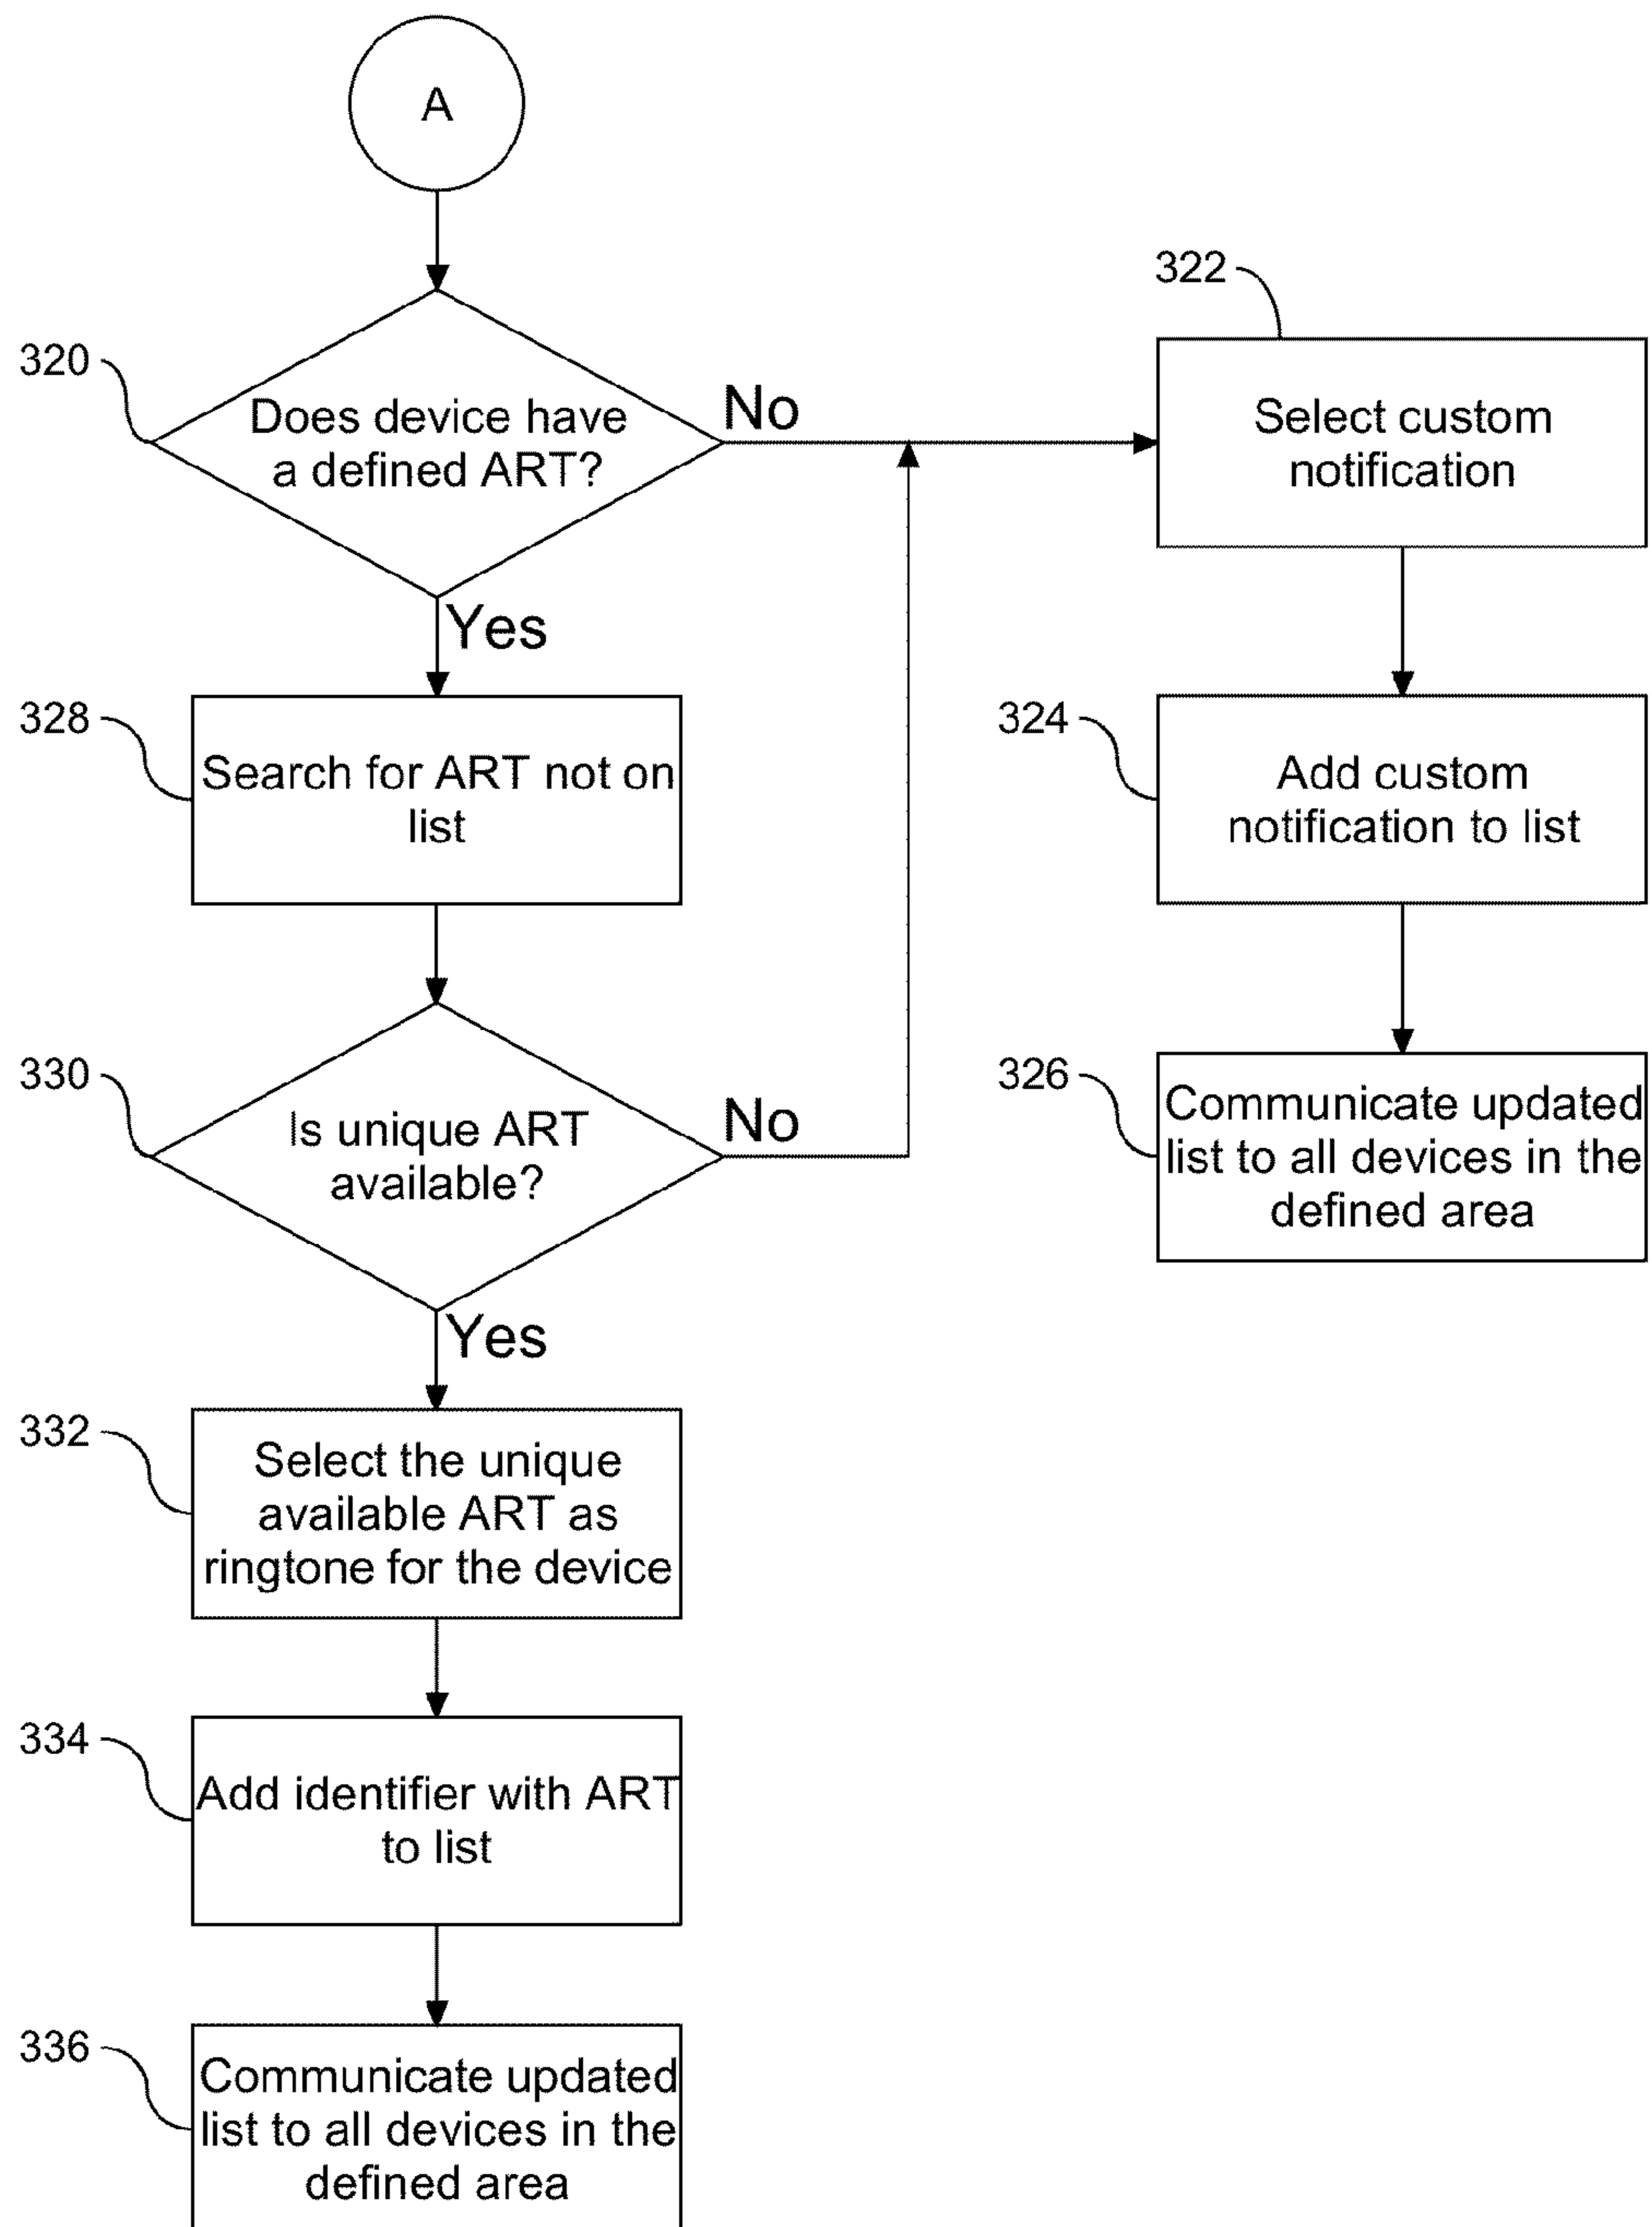 A
320
Does device have
a defined ART?
No
322
Select custom
notification
Yes
328
Search for ART not on
list
324
Add custom
notification to list
330
Is unique ART
available?
No
326
Communicate updated
list to all devices in the
defined area
Yes
332
Select the unique
available ART as
ringtone for the device
334
Add identifier with ART
to list
336
Communicate updated
list to all devices in the
defined area